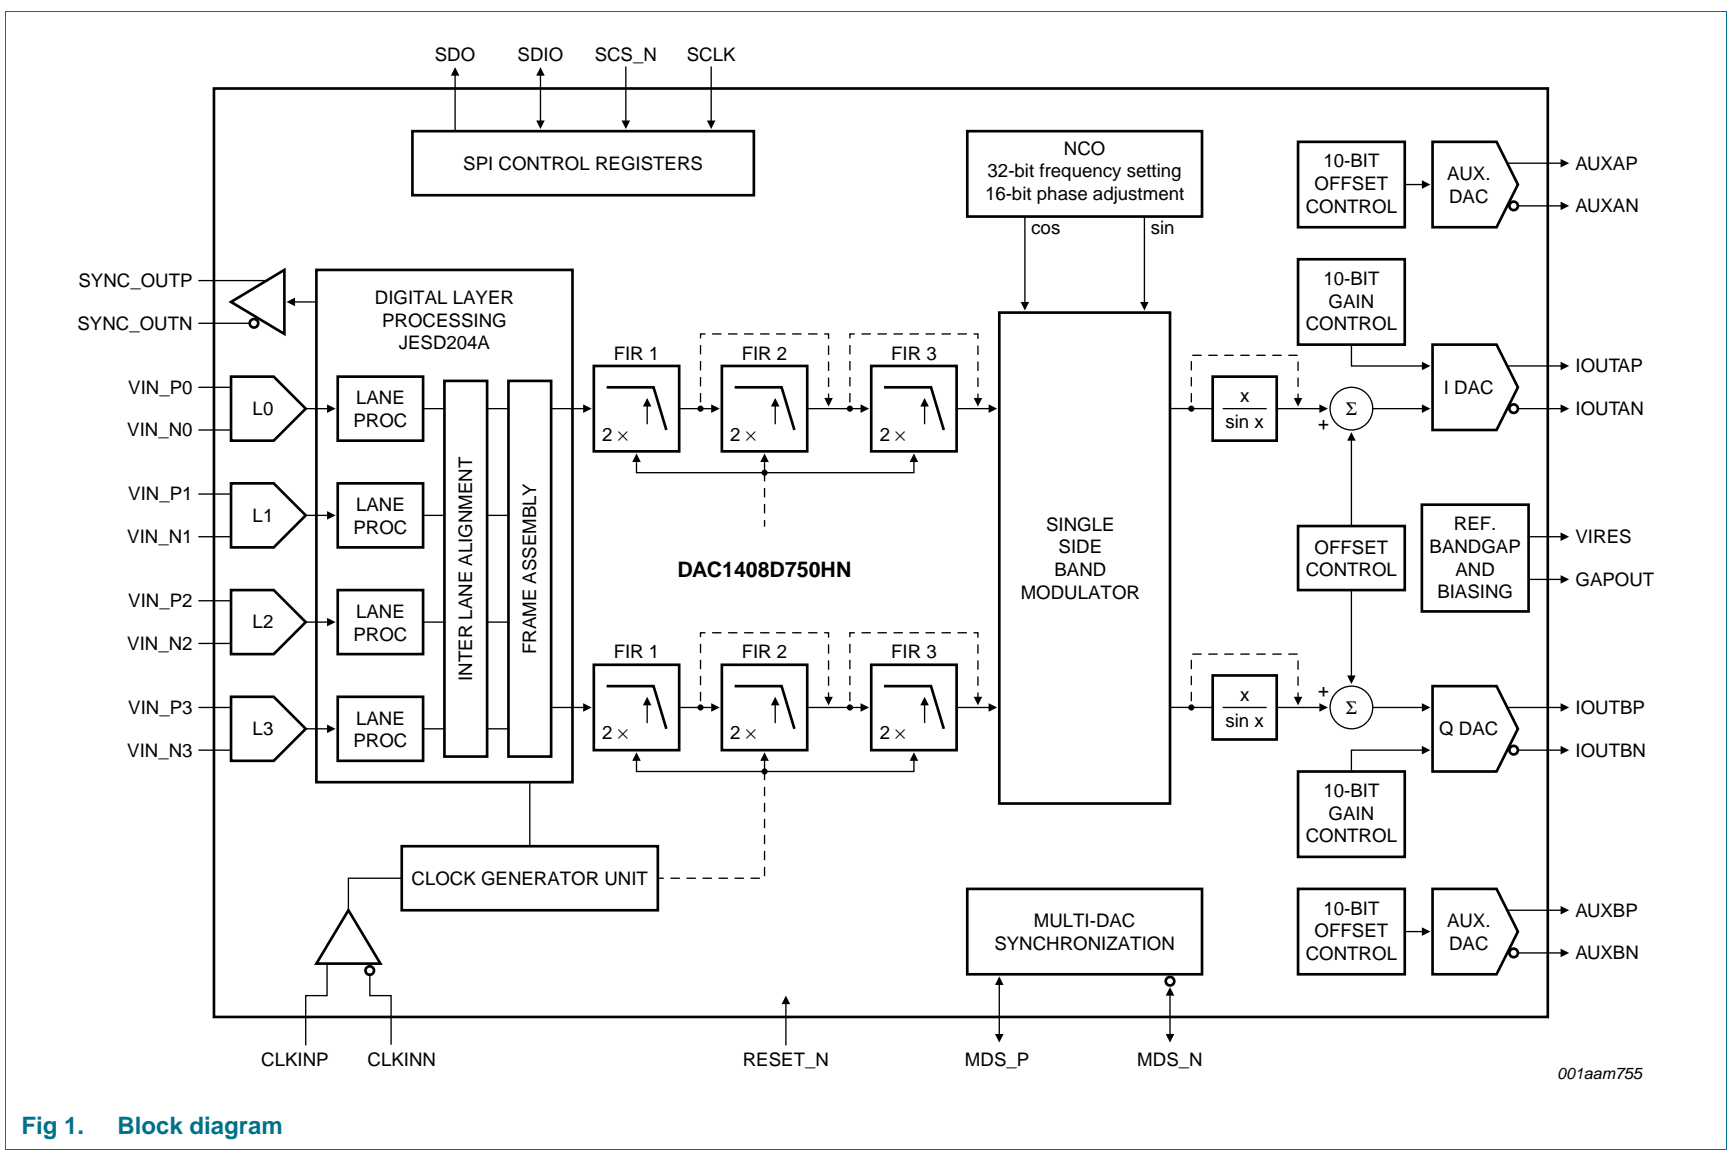 SDO
SDIO
SCS_N
SCLK
SPI CONTROL REGISTERS
NCO
32-bit frequency setting
16-bit phase adjustment
cos
sin
10-BIT
OFFSET
CONTROL
AUX.
DAC
AUXAP
AUXAN
SYNC_OUTP
SYNC_OUTN
DIGITAL LAYER
PROCESSING
JESD204A
10-BIT
GAIN
CONTROL
FIR 1
FIR 2
FIR 3
2 ×
2 ×
2 ×
VIN_P0
VIN_N0
L0
LANE
PROC
x
sin x
Σ
+
I DAC
IOUTAP
IOUTAN
VIN_P1
VIN_N1
L1
LANE
PROC
INTER LANE ALIGNMENT
FRAME ASSEMBLY
DAC1408D750HN
SINGLE
SIDE
BAND
MODULATOR
OFFSET
CONTROL
REF.
BANDGAP
AND
BIASING
VIRES
GAPOUT
VIN_P2
VIN_N2
L2
LANE
PROC
FIR 1
FIR 2
FIR 3
2 ×
2 ×
2 ×
VIN_P3
VIN_N3
L3
LANE
PROC
x
sin x
+
Σ
Q DAC
IOUTBP
IOUTBN
10-BIT
GAIN
CONTROL
CLOCK GENERATOR UNIT
MULTI-DAC
SYNCHRONIZATION
10-BIT
OFFSET
CONTROL
AUX.
DAC
AUXBP
AUXBN
CLKINP
CLKINN
RESET_N
MDS_P
MDS_N
001aam755
Fig 1. Block diagram